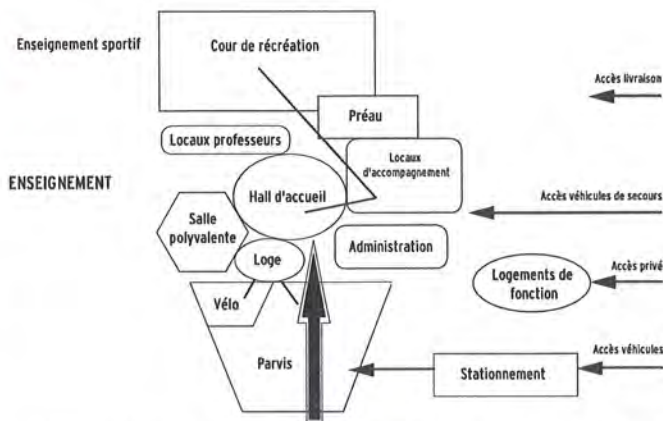 Enseignement sportif
Cour de récréation
Accès livraison
Préau
Locaux professeurs
Locaux
d'accompagnement
ENSEIGNEMENT
Hall d'accueil
Accès véhicules de secours
Salle
polyvalente
Administration
Loge
Logements de
fonction
Accès privé
Vélo
Parvis
Accès véhicules
Stationnement